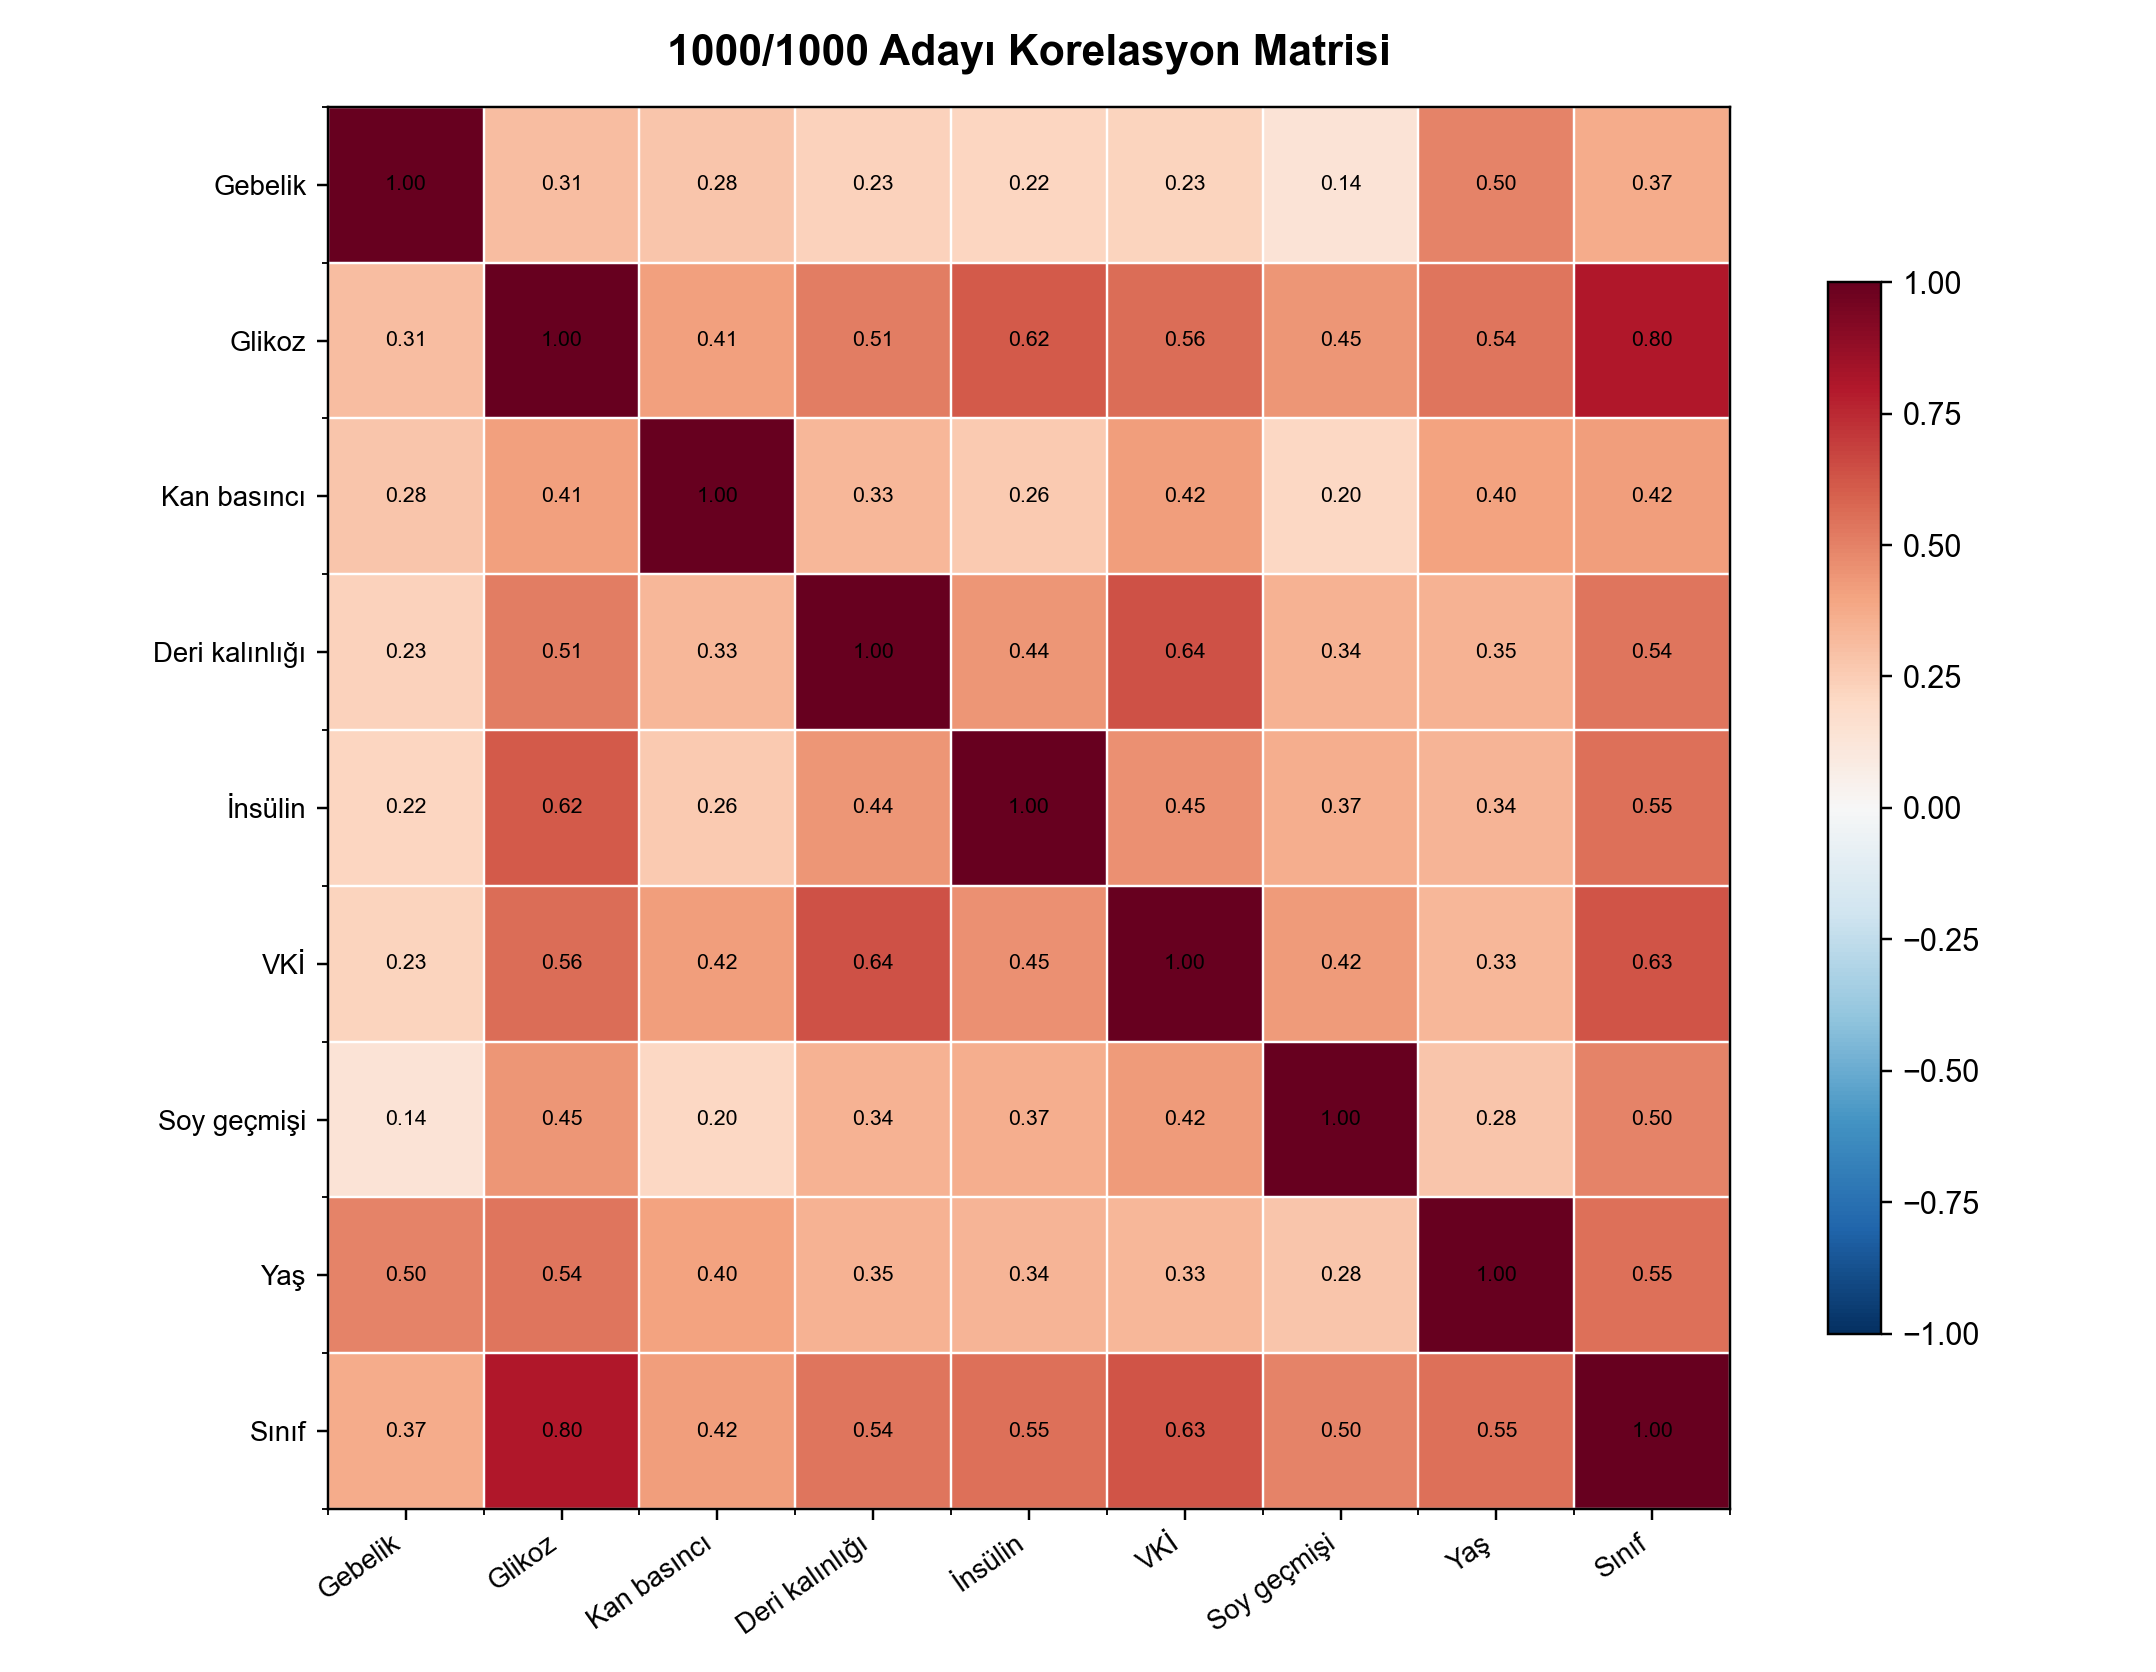 1000/1000 Adayı Korelasyon Matrisi
Gebelik 1.00 0.31 0.28 0.23 0.22 0.23 0.14 0.50 0.37
Glikoz 0.31 1.00 0.41 0.51 0.62 0.56 0.45 0.54 0.80
Kan basıncı 0.28 0.41 1.00 0.33 0.26 0.42 0.20 0.40 0.42
Deri kalınlığı 0.23 0.51 0.33 1.00 0.44 0.64 0.34 0.35 0.54
İnsülin 0.22 0.62 0.26 0.44 1.00 0.45 0.37 0.34 0.55
VKİ 0.23 0.56 0.42 0.64 0.45 1.00 0.42 0.33 0.63
Soy geçmişi 0.14 0.45 0.20 0.34 0.37 0.42 1.00 0.28 0.50
Yaş 0.50 0.54 0.40 0.35 0.34 0.33 0.28 1.00 0.55
Sınıf 0.37 0.80 0.42 0.54 0.55 0.63 0.50 0.55 1.00
Gebelik Glikoz Kan basıncı Deri kalınlığı İnsülin VKİ Soy geçmişi Yaş Sınıf
1.00
0.75
0.50
0.25
0.00
−0.25
−0.50
−0.75
−1.00